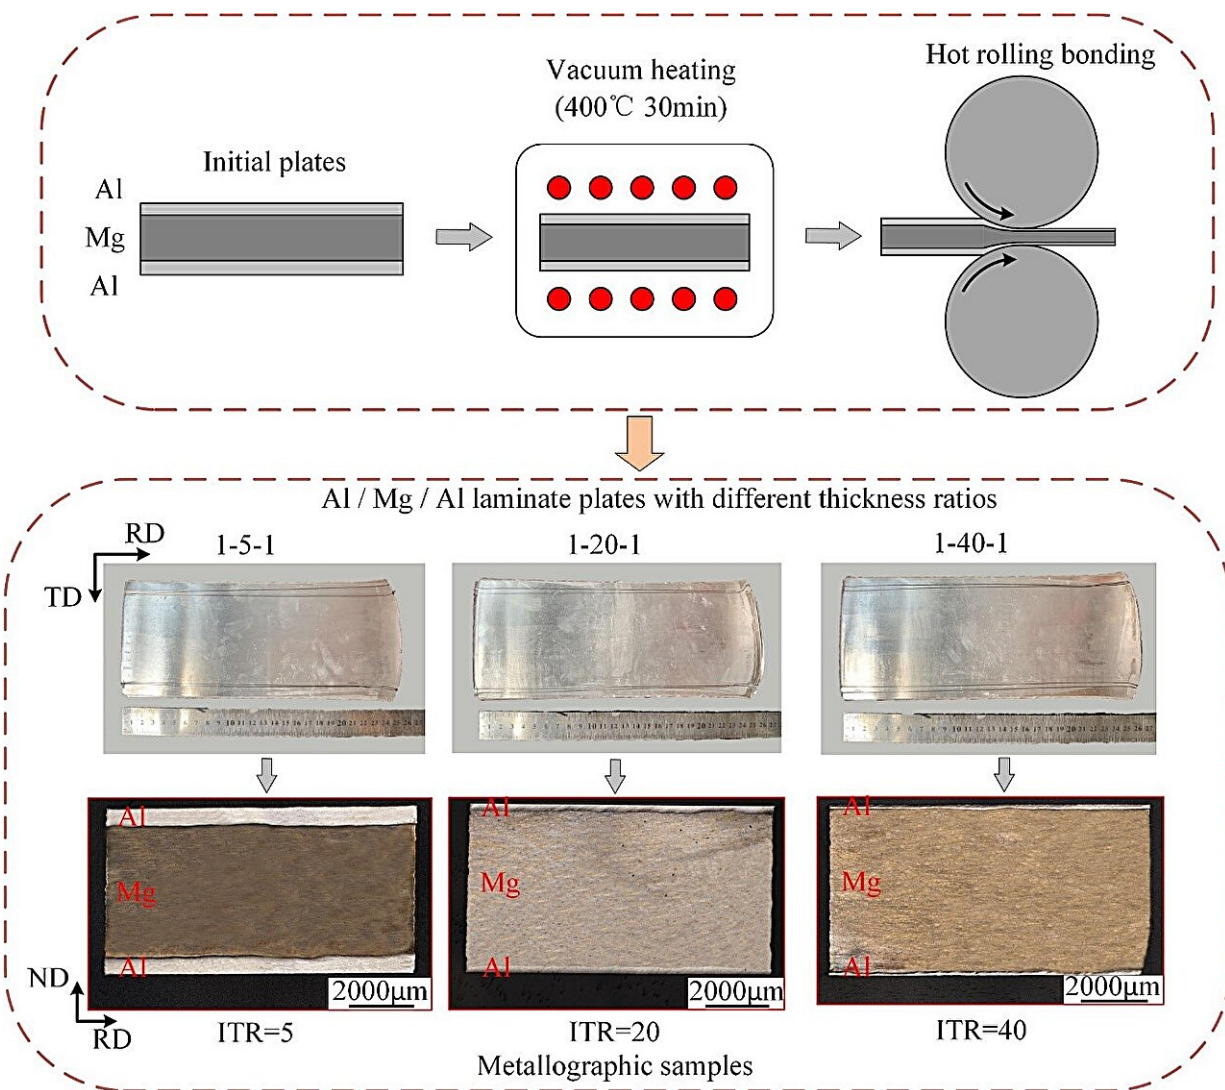 Hot rolling bonding
Vacuum heating
(400℃ 30min)
Initial plates
Al
Mg
Al
Al / Mg / Al laminate plates with different thickness ratios
RD
TD
1-5-1
1-20-1
1-40-1
Al
Mg
Al
2000μm
Al
Mg
Al
2000μm
Al
Mg
Al
2000μm
ND
RD
ITR=5
ITR=20
ITR=40
Metallographic samples